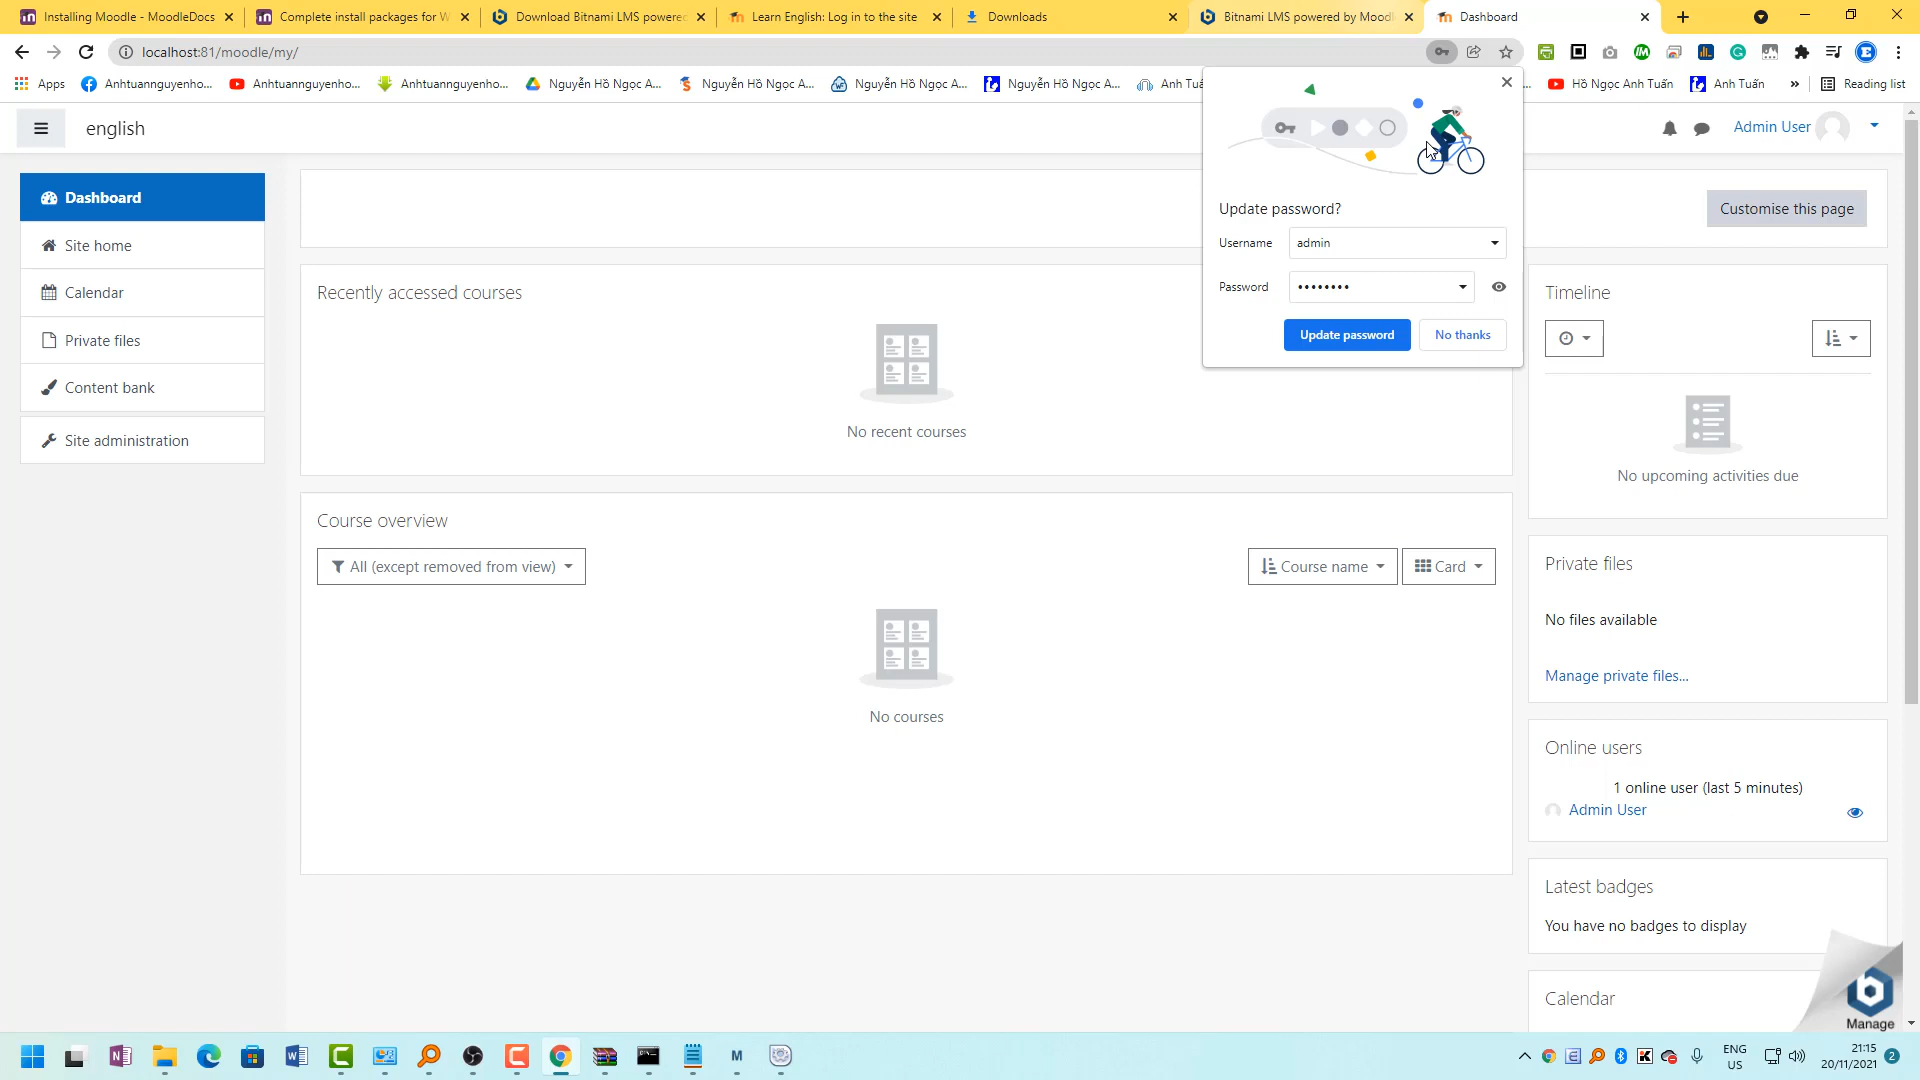 Installing Moodle - MoodleDocs
Complete install packages for W
Download Bitnami LMS powered
Learn English: Log in to the site
Downloads
Bitnami LMS powered by Moodl
Dashboard
localhost:81/moodle/my/
Apps
Anhtuannguyenho...
Anhtuannguyenho...
Anhtuannguyenho...
Nguyễn Hồ Ngọc A...
Nguyễn Hồ Ngọc A...
Nguyễn Hồ Ngọc A...
Nguyễn Hồ Ngọc A...
Anh Tu
Hồ Ngọc Anh Tuấn
Anh Tuấn
»
Reading list
english
Admin User
Dashboard
Site home
Calendar
Private files
Content bank
Site administration
Customise this page
Update password?
Username
admin
Password
••••••••
Update password
No thanks
Recently accessed courses
No recent courses
Course overview
All (except removed from view)
Course name
Card
No courses
Timeline
No upcoming activities due
Private files
No files available
Manage private files...
Online users
1 online user (last 5 minutes)
Admin User
Latest badges
You have no badges to display
Calendar
Manage
ENG
US
21:15
20/11/2021
2